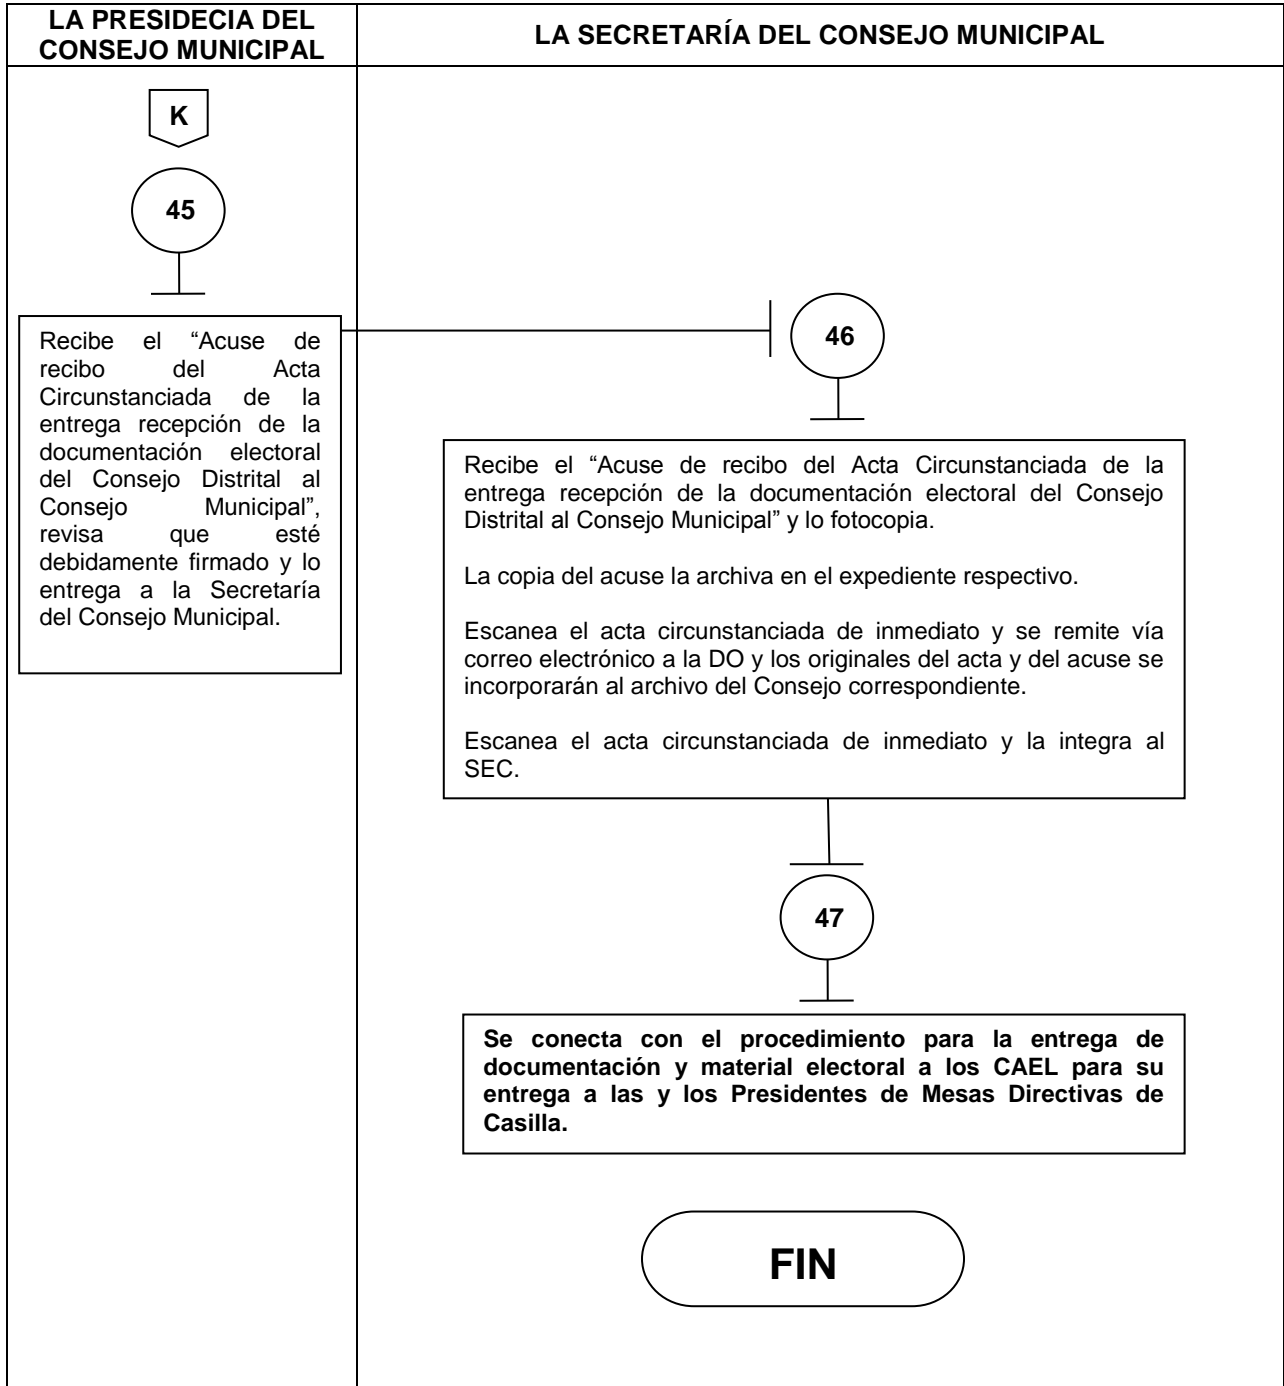 LA PRESIDECIA DEL
CONSEJO MUNICIPAL
LA SECRETARÍA DEL CONSEJO MUNICIPAL
K
45
Recibe el “Acuse de
recibo del Acta
Circunstanciada de la
entrega recepción de la
documentación electoral
del Consejo Distrital al
Consejo Municipal”,
revisa que esté
debidamente firmado y lo
entrega a la Secretaría
del Consejo Municipal.
46
Recibe el “Acuse de recibo del Acta Circunstanciada de la
entrega recepción de la documentación electoral del Consejo
Distrital al Consejo Municipal” y lo fotocopia.
La copia del acuse la archiva en el expediente respectivo.
Escanea el acta circunstanciada de inmediato y se remite vía
correo electrónico a la DO y los originales del acta y del acuse se
incorporarán al archivo del Consejo correspondiente.
Escanea el acta circunstanciada de inmediato y la integra al
SEC.
47
Se conecta con el procedimiento para la entrega de
documentación y material electoral a los CAEL para su
entrega a las y los Presidentes de Mesas Directivas de
Casilla.
FIN